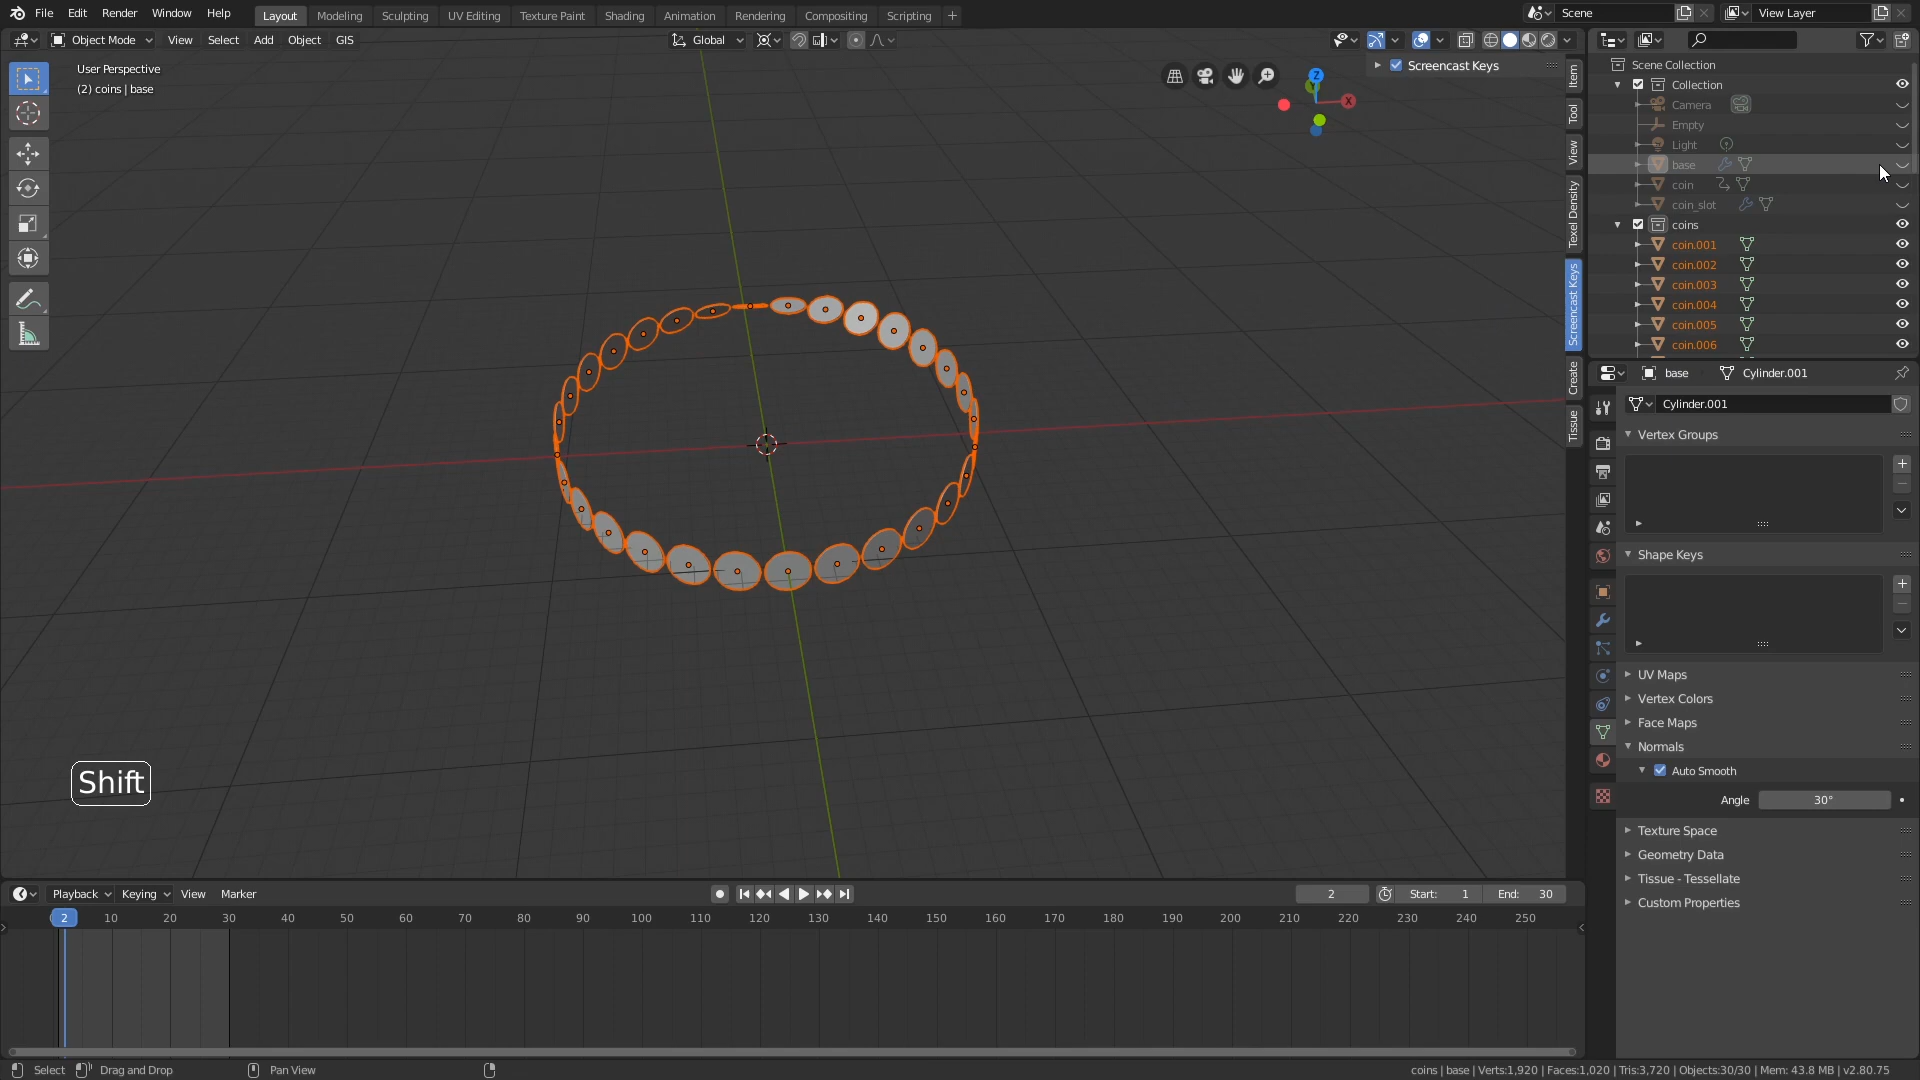 File Edit Render Window Help Layout Modeling Sculpting UV Editing Texture Paint Shading Animation Rendering Compositing Scripting + Scene View Layer
Object Mode View Select Add Object GIS Global
User Perspective
(2) coins | base
Screencast Keys
Z
X
Item
Tool
View
Texel Density
Screencast Keys
Create
Tissue
Scene Collection
Collection
Camera
Empty
Light
base
coin
coin_slot
coins
coin.001
coin.002
coin.003
coin.004
coin.005
coin.006
base Cylinder.001
Cylinder.001
Vertex Groups
Shape Keys
UV Maps
Vertex Colors
Face Maps
Normals
Auto Smooth
Angle 30°
Texture Space
Geometry Data
Tissue - Tessellate
Custom Properties
Shift
Playback Keying View Marker 2 Start: 1 End: 30
2 10 20 30 40 50 60 70 80 90 100 110 120 130 140 150 160 170 180 190 200 210 220 230 240 250
Select Drag and Drop Pan View coins | base | Verts:1,920 | Faces:1,020 | Tris:3,720 | Objects:30/30 | Mem: 43.8 MB | v2.80.75